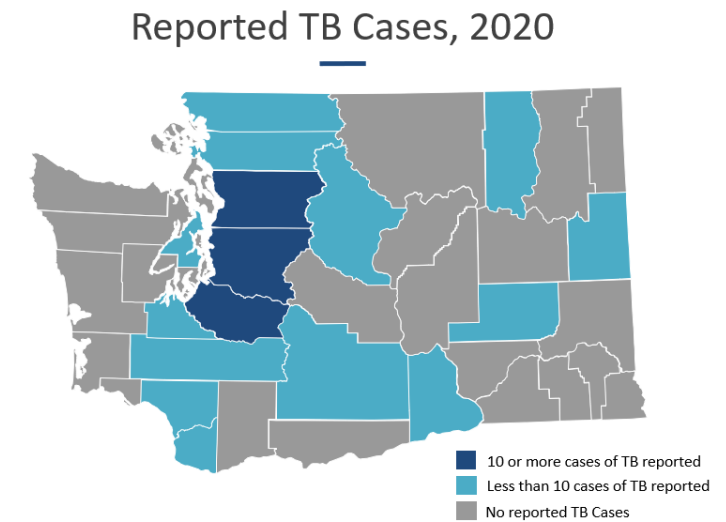 Reported TB Cases, 2020
10 or more cases of TB reported
Less than 10 cases of TB reported
No reported TB Cases